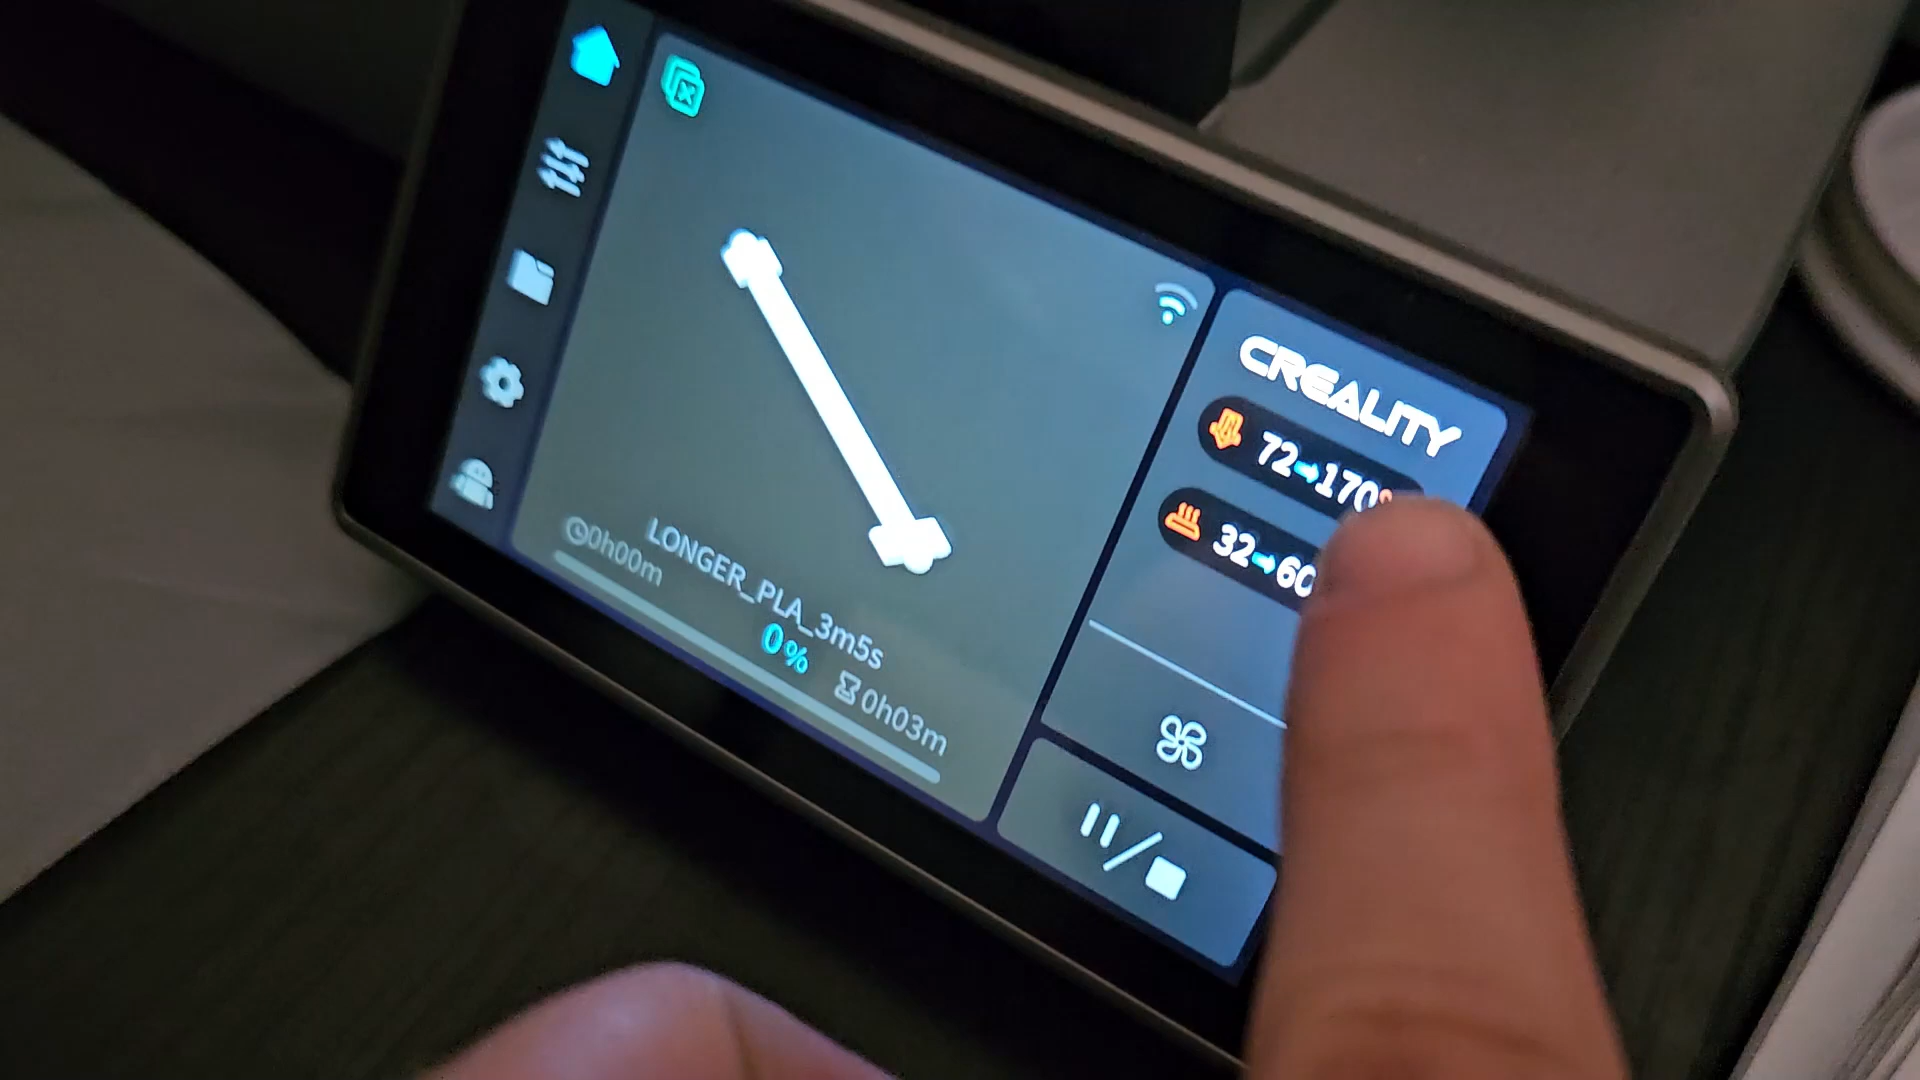 LONGER_PLA_3m5s
0h00m
0%
0h03m
CREALITY
72→170°
32→60